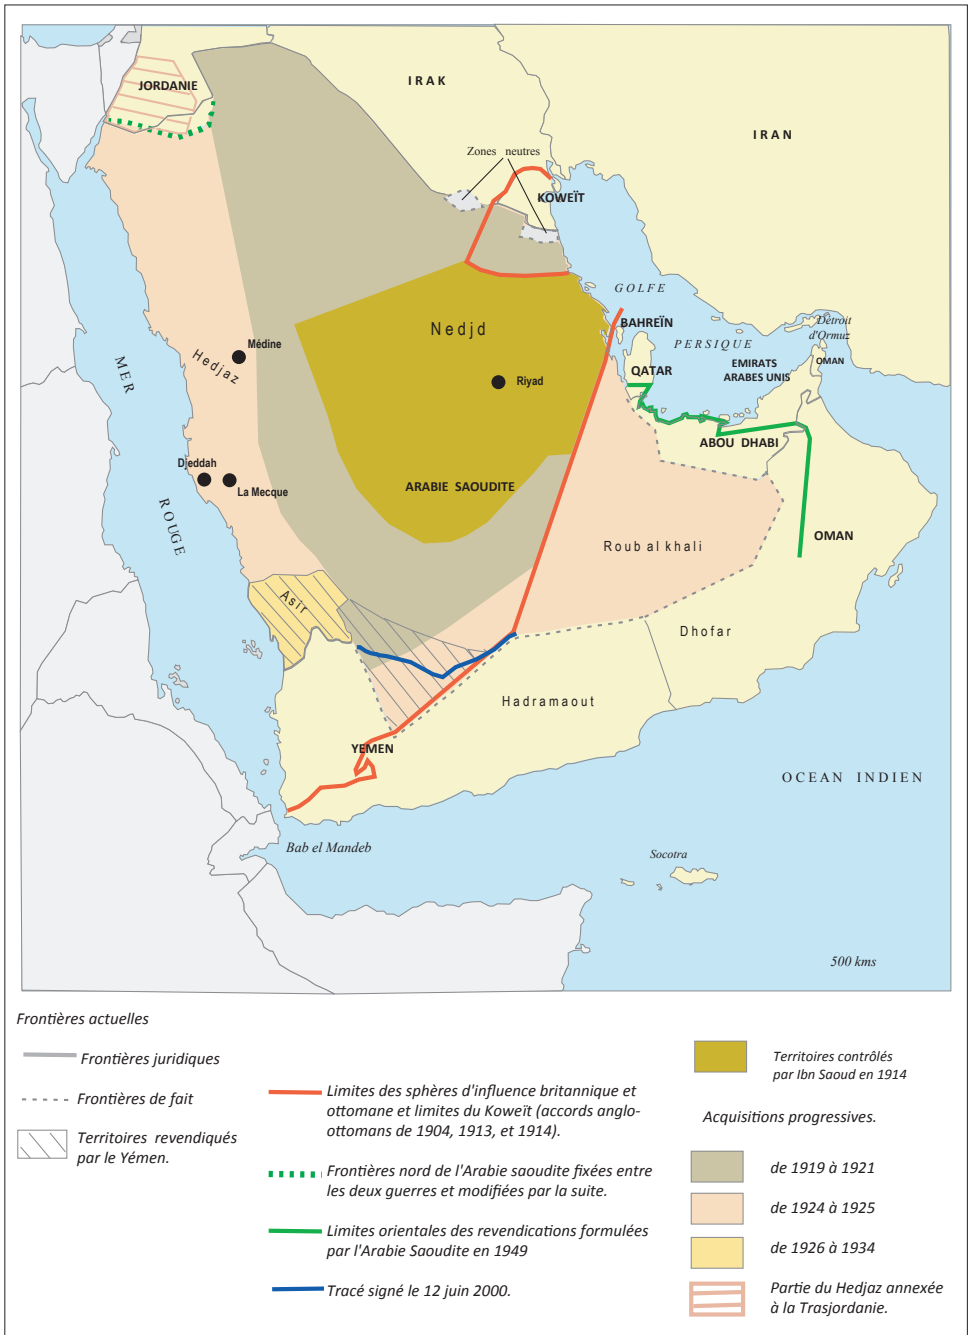 JORDANIE
IRAK
IRAN
Zones neutres
KOWEÏT
GOLFE
PERSIQUE
Détroit
d'Ormuz
BAHREÏN
OMAN
EMIRATS
ARABES UNIS
QATAR
ABOU DHABI
OMAN
Nedjd
Riyad
Hedjaz
Médine
MER
ROUGE
Djeddah
La Mecque
ARABIE SAOUDITE
Roub al khali
Asir
Dhofar
Hadramaout
YEMEN
OCEAN INDIEN
Bab el Mandeb
Socotra
500 kms
Frontières actuelles
Frontières juridiques
Frontières de fait
Territoires revendiqués
par le Yémen.
Limites des sphères d'influence britannique et
ottomane et limites du Koweït (accords anglo-
ottomans de 1904, 1913, et 1914).
Frontières nord de l'Arabie saoudite fixées entre
les deux guerres et modifiées par la suite.
Limites orientales des revendications formulées
par l'Arabie Saoudite en 1949
Tracé signé le 12 juin 2000.
Territoires contrôlés
par Ibn Saoud en 1914
Acquisitions progressives.
de 1919 à 1921
de 1924 à 1925
de 1926 à 1934
Partie du Hedjaz annexée
à la Trasjordanie.